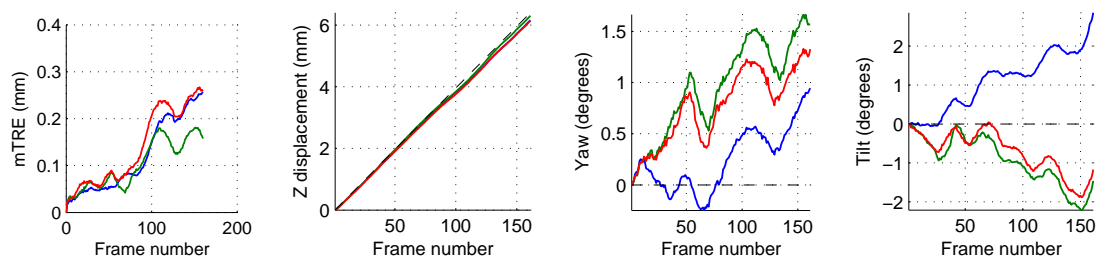 mTRE (mm)
0.4
0.3
0.2
0.1
0
0 100 200
Frame number
Z displacement (mm)
6
4
2
0
50 100 150
Frame number
Yaw (degrees)
1.5
1
0.5
0
50 100 150
Frame number
Tilt (degrees)
2
1
0
−1
−2
50 100 150
Frame number